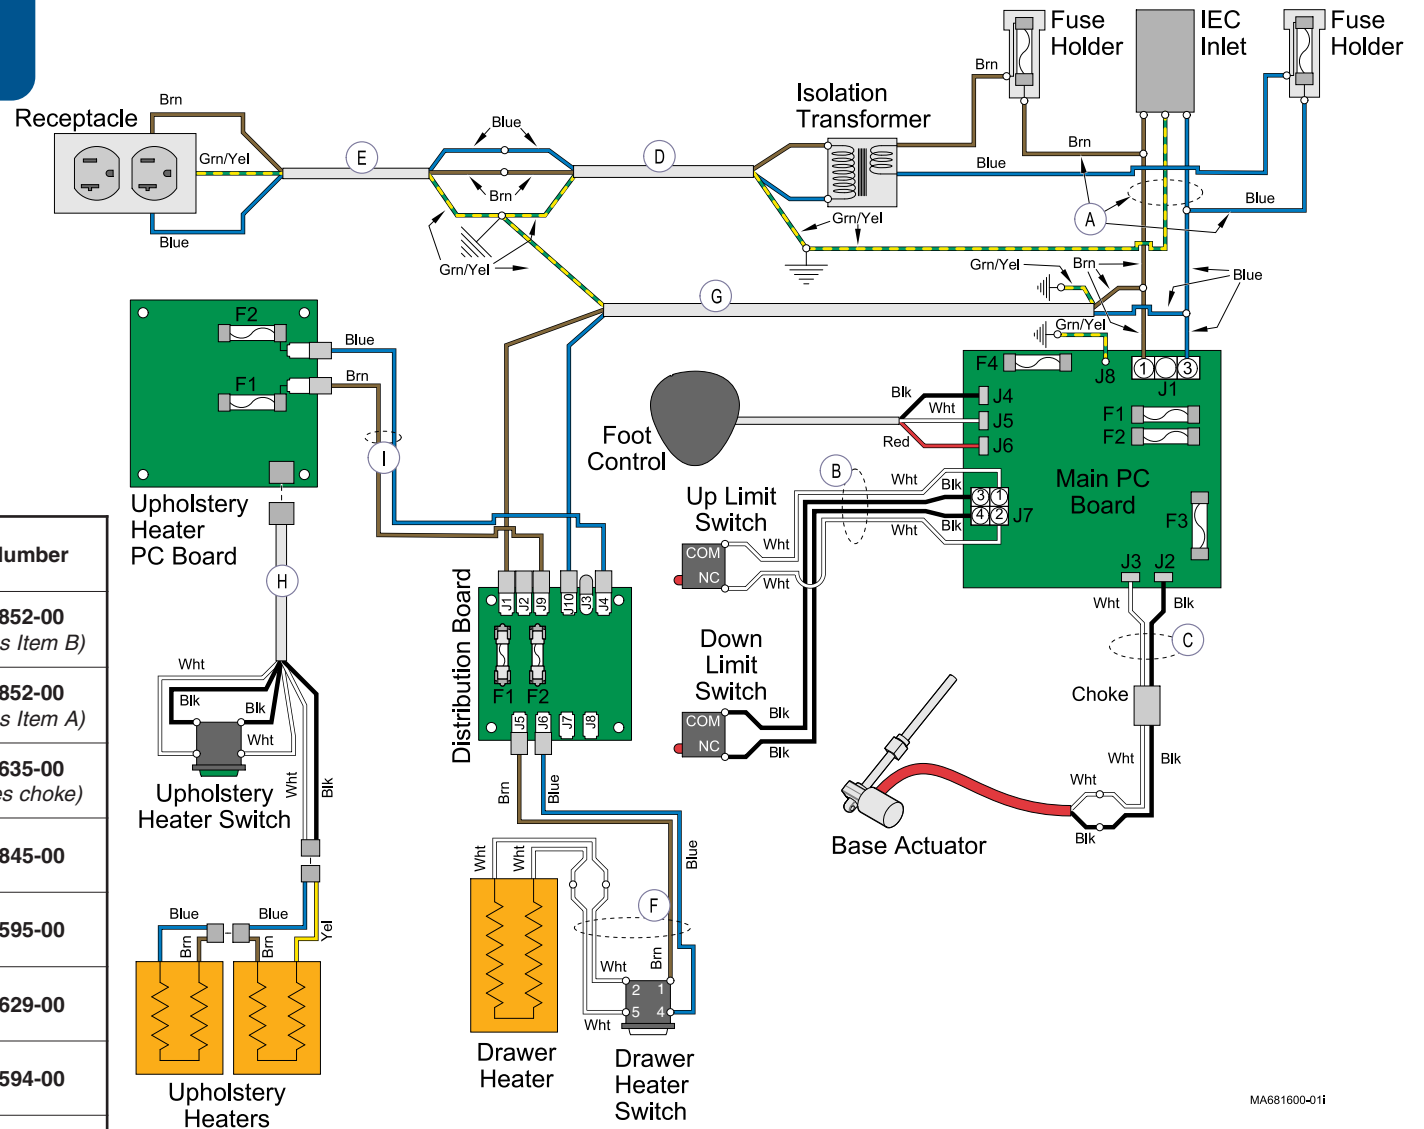 Fuse
Holder
IEC
Inlet
Fuse
Holder
Brn
Isolation
Transformer
Brn
Receptacle
Blue
Grn/Yel
E
D
Brn
Blue
Brn
A
Blue
Grn/Yel
Blue
Grn/Yel
Grn/Yel
Brn
Blue
G
Grn/Yel
F2
Blue
F1
Brn
F4
J8
1
3
J1
Blk
J4
Wht
J5
Red
J6
F1
F2
Foot
Control
I
B
Main PC
Board
Upholstery
Heater
PC Board
Up Limit
Switch
Wht
Blk
3
1
4
2
J7
Blk
Wht
F3
COM
NC
Wht
Wht
J3
J2
H
Wht
Blk
C
Distribution Board
J1
J2
J9
J10
J3
J4
F1
F2
J5
J6
J7
J8
Down
Limit
Switch
COM
NC
Blk
Blk
Choke
Wht
Blk
Blk
Wht
Upholstery
Heater Switch
Wht
Blk
Brn
Blue
Wht
Blk
Wht
Blk
Base Actuator
Wht
Wht
Blue
F
Blue
Brn
Blue
Brn
Yel
Brn
Wht
2
1
5
4
Wht
Drawer
Heater
Drawer
Heater
Switch
Upholstery
Heaters
MA681600-01i
umber
852-00
s Item B)
852-00
s Item A)
635-00
es choke)
845-00
595-00
629-00
594-00